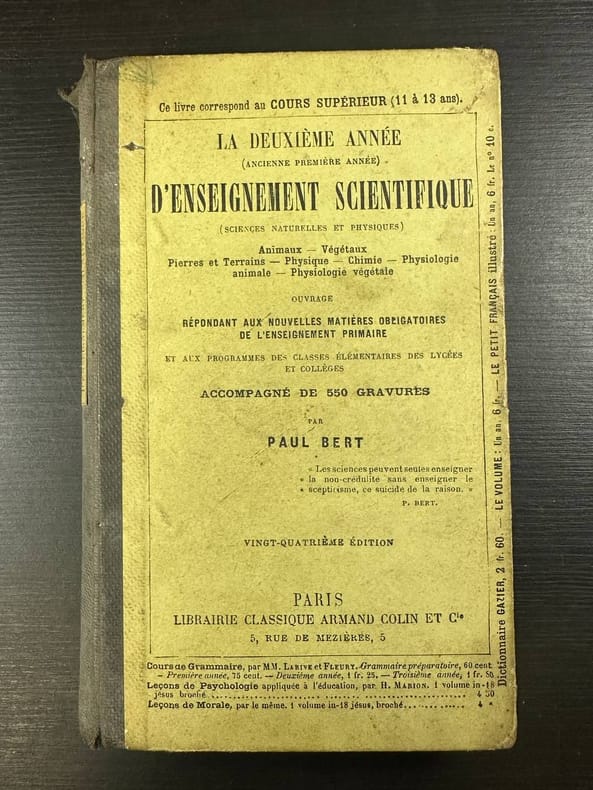 Ce livre correspond au COURS SUPÉRIEUR (11 à 13 ans).
LA DEUXIÈME ANNÉE
(ANCIENNE PREMIÈRE ANNÉE)
D'ENSEIGNEMENT SCIENTIFIQUE
(SCIENCES NATURELLES ET PHYSIQUES)
Animaux — Végétaux
Pierres et Terrains — Physique — Chimie — Physiologie
animale — Physiologie végétale
OUVRAGE
RÉPONDANT AUX NOUVELLES MATIÈRES OBLIGATOIRES
DE L'ENSEIGNEMENT PRIMAIRE
ET AUX PROGRAMMES DES CLASSES ÉLÉMENTAIRES DES LYCÉES
ET COLLÈGES
ACCOMPAGNÉ DE 550 GRAVURES
PAR
PAUL BERT
« Les sciences peuvent seules enseigner
« la non-crédulité sans enseigner le
« scepticisme, ce suicide de la raison. »
P. BERT.
VINGT-QUATRIÈME ÉDITION
PARIS
LIBRAIRIE CLASSIQUE ARMAND COLIN ET Cie
5, RUE DE MEZIÈRES, 5
Cours de Grammaire, par MM. LARIVE et FLEURY. Grammaire préparatoire, 60 cent.
— Première année, 75 cent. — Deuxième année, 1 fr. 25. — Troisième année, 1 fr.
Leçons de Psychologie appliquée à l'éducation, par H. MARION. 1 volume in-18
jésus broché
Leçons de Morale, par le même. 1 volume in-18 jésus, broché
Dictionnaire GAZIER, 2 fr. 60. — LE VOLUME: Un an, 6 fr. — LE PETIT FRANÇAIS illustré: Un an, 6 fr. Le n° 10 c.